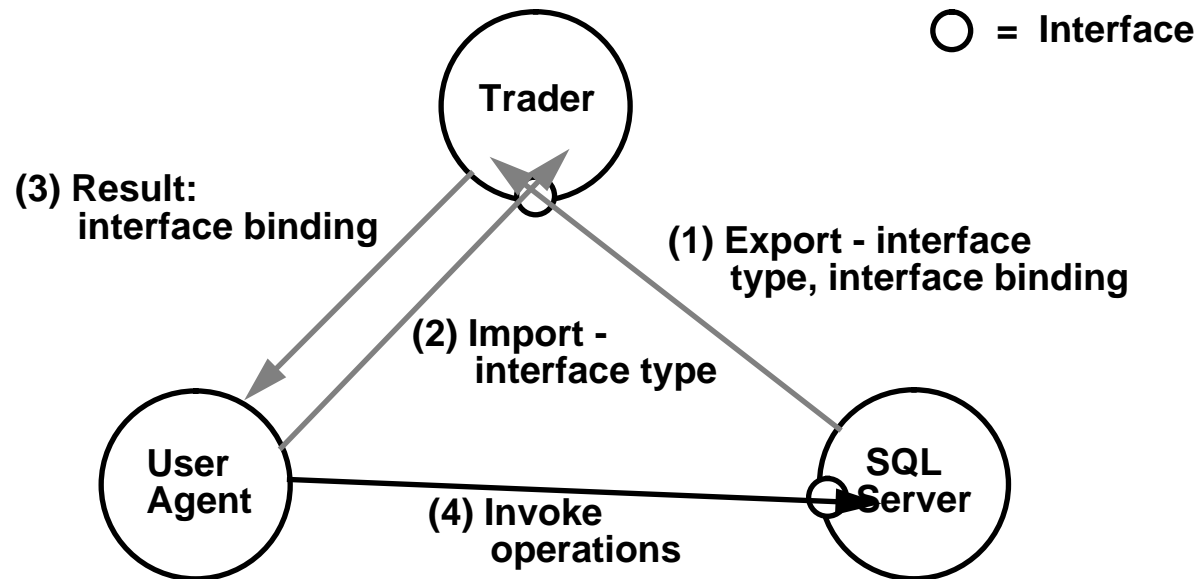 = Interface
Trader
(3) Result:
interface binding
(1) Export - interface
type, interface binding
(2) Import -
interface type
User
Agent
SQL
Server
(4) Invoke
operations